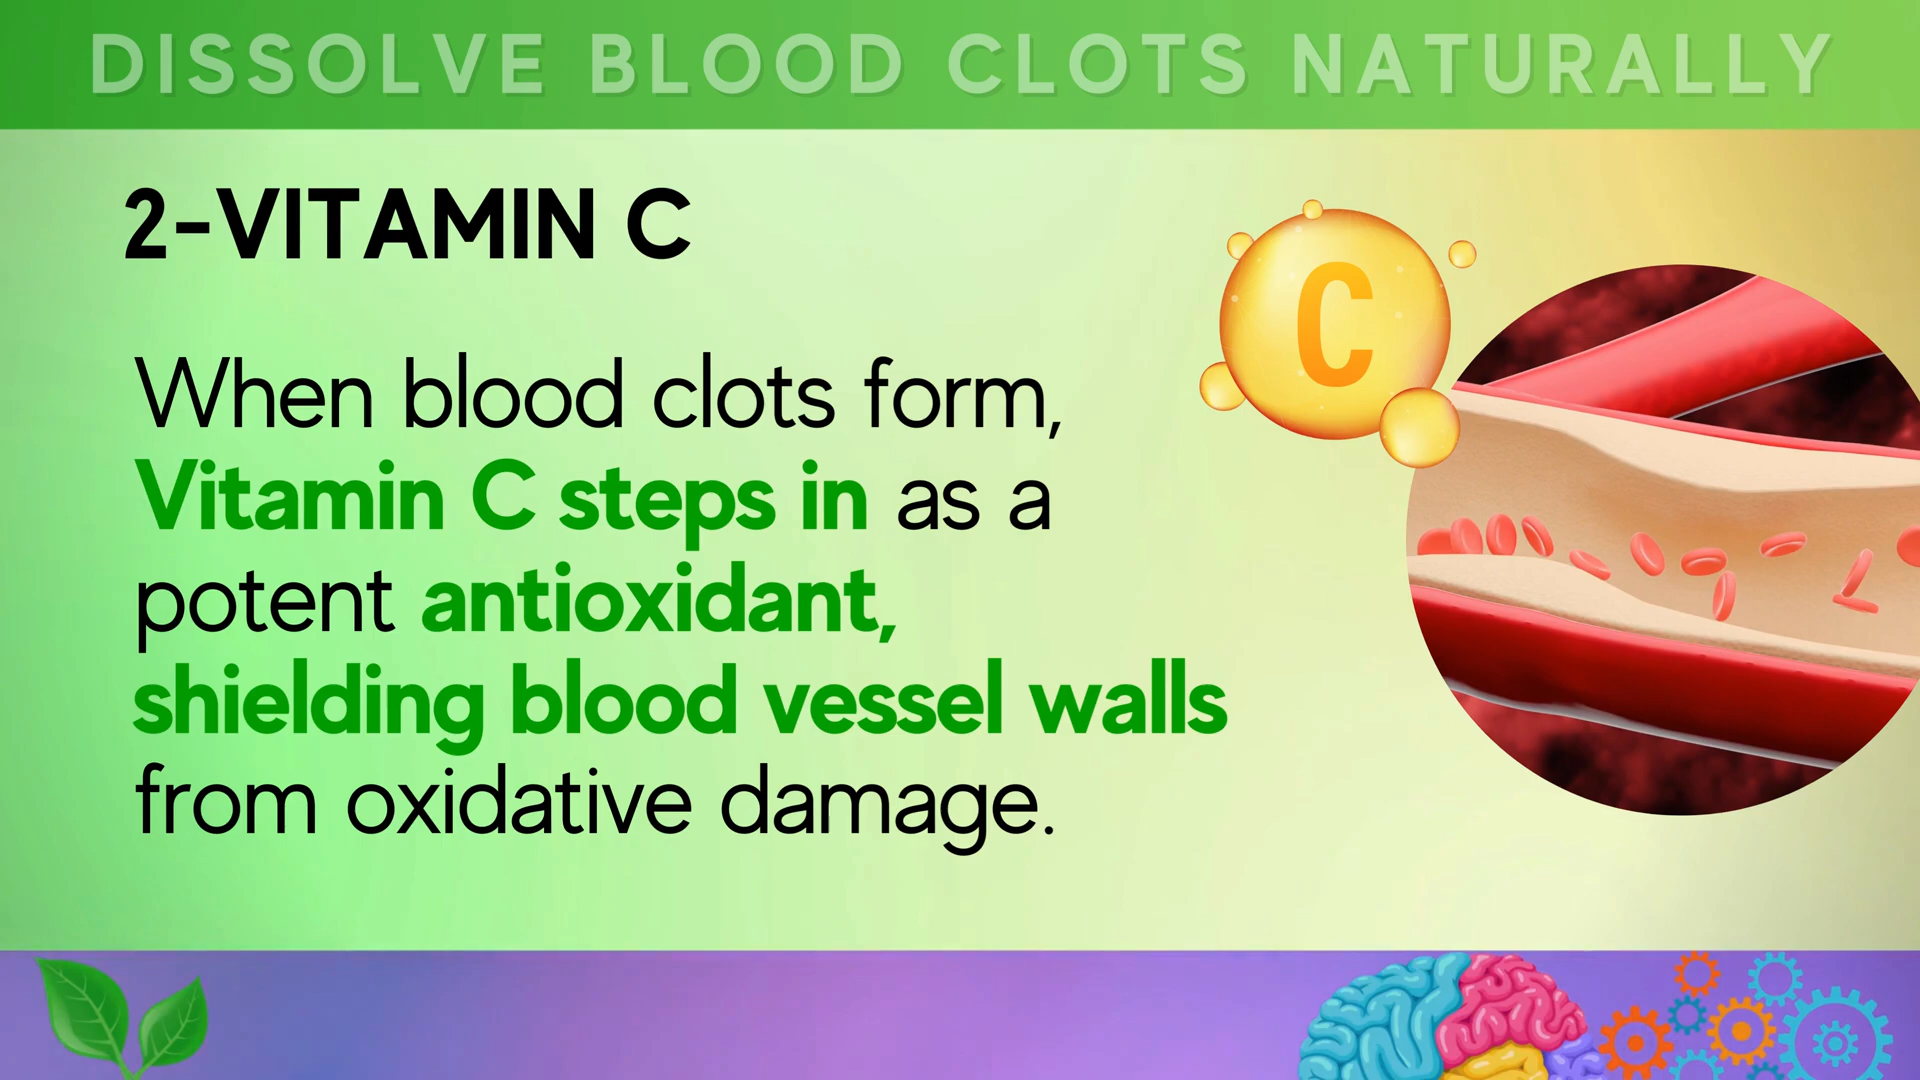 DISSOLVE BLOOD CLOTS NATURALLY
2-VITAMIN C
C
When blood clots form,
Vitamin C steps in as a
potent antioxidant,
shielding blood vessel walls
from oxidative damage.